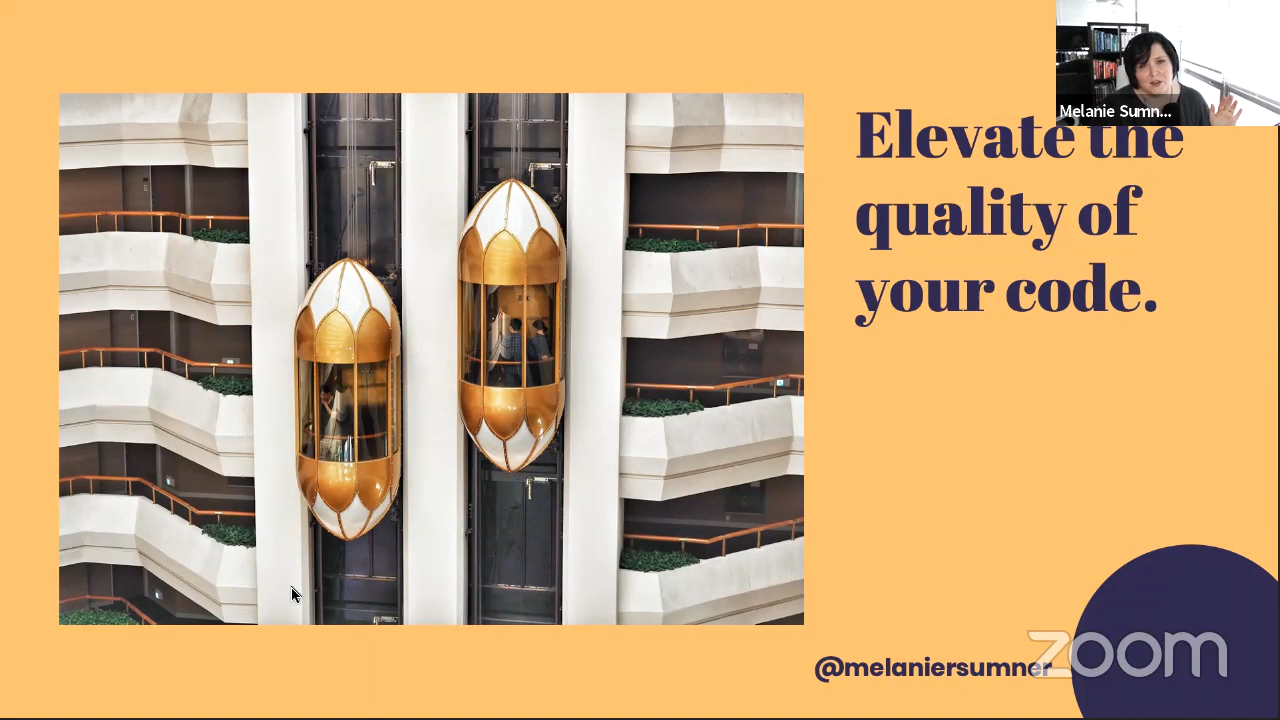 Melanie Sumn...
Elevate the
quality of
your code.
@melaniersumner
zoom